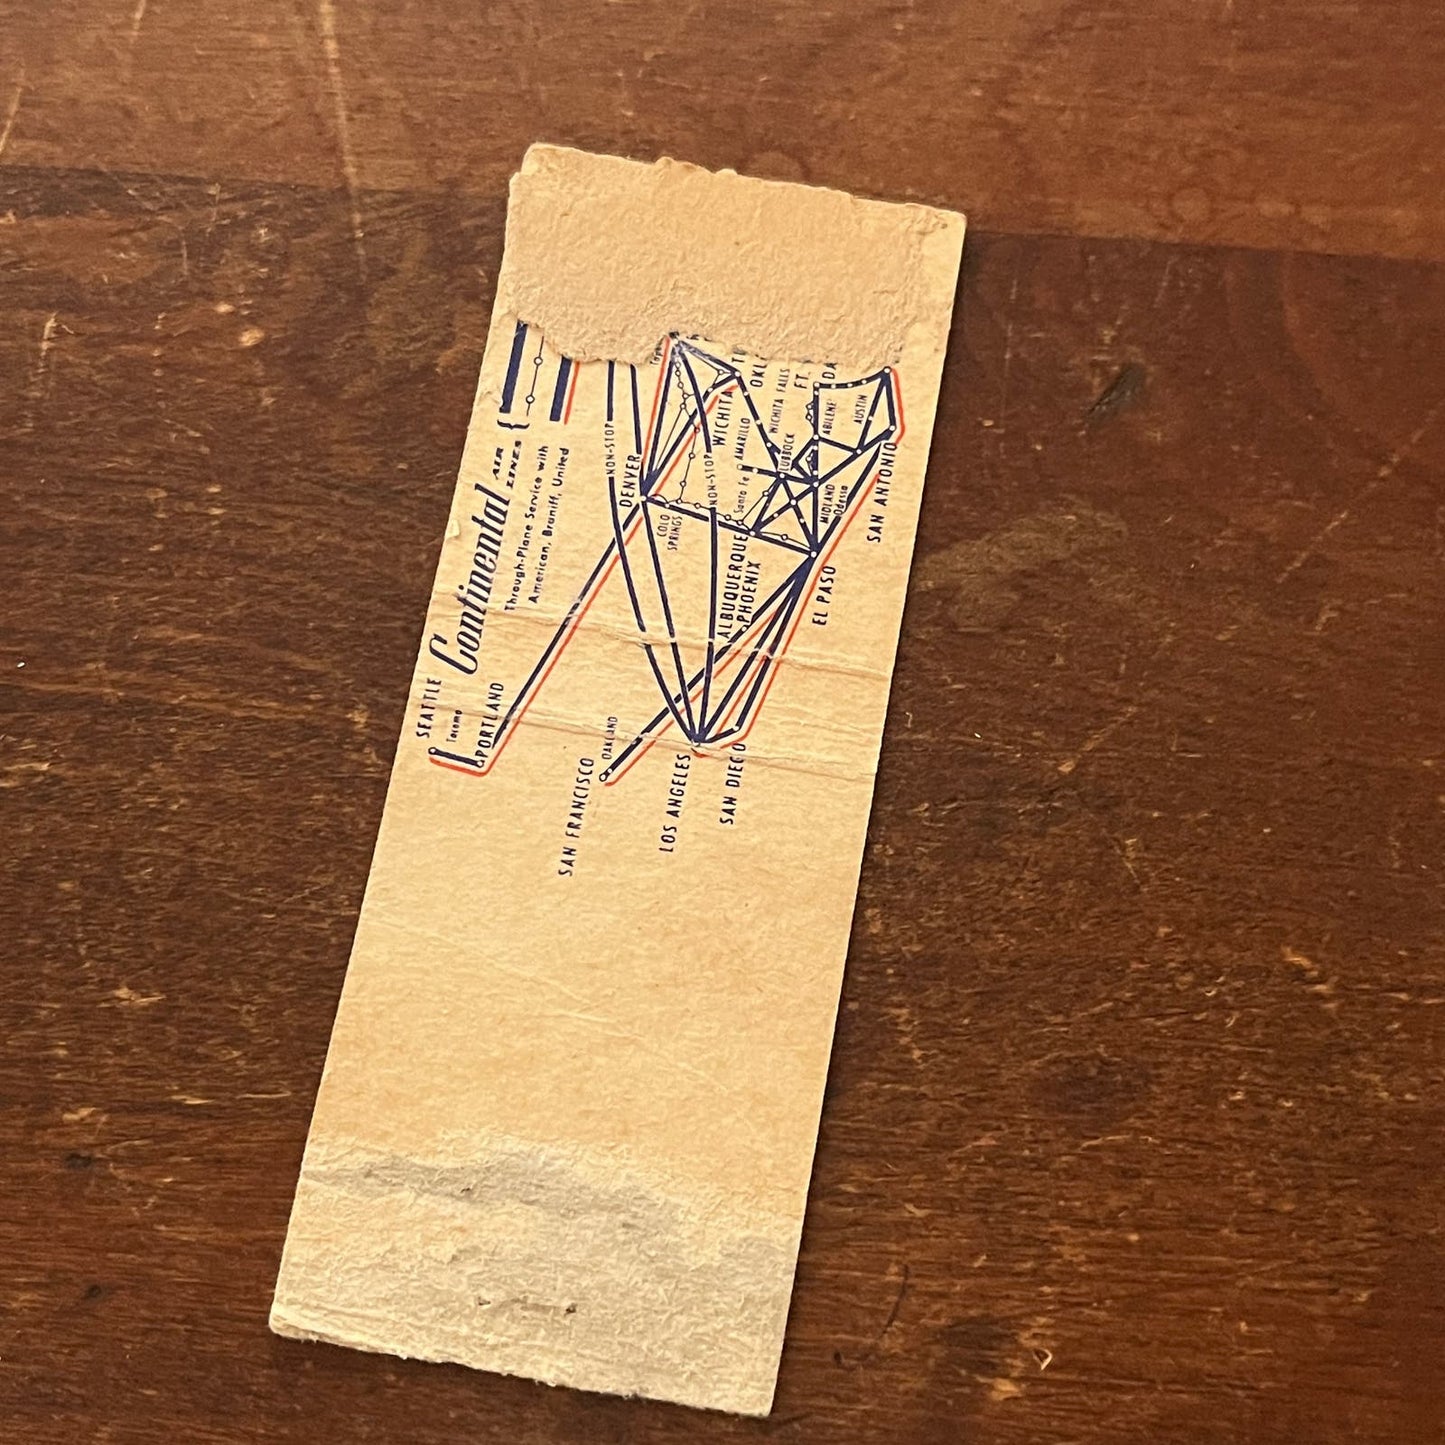 SEATTLE
Continental
AIR
LINES
Through-Plane Service with
American, Braniff, United
Tacoma
PORTLAND
NON-STOP
DENVER
WICHITA
COLO
SPRINGS
NON-STOP
Santa Fe
AMARILLO
WICHITA FALLS
FT.
LUBBOCK
ABILENE
AUSTIN
MIDLAND
Odessa
ALBUQUERQUE
PHOENIX
SAN ANTONIO
EL PASO
OAKLAND
SAN FRANCISCO
LOS ANGELES
SAN DIEGO